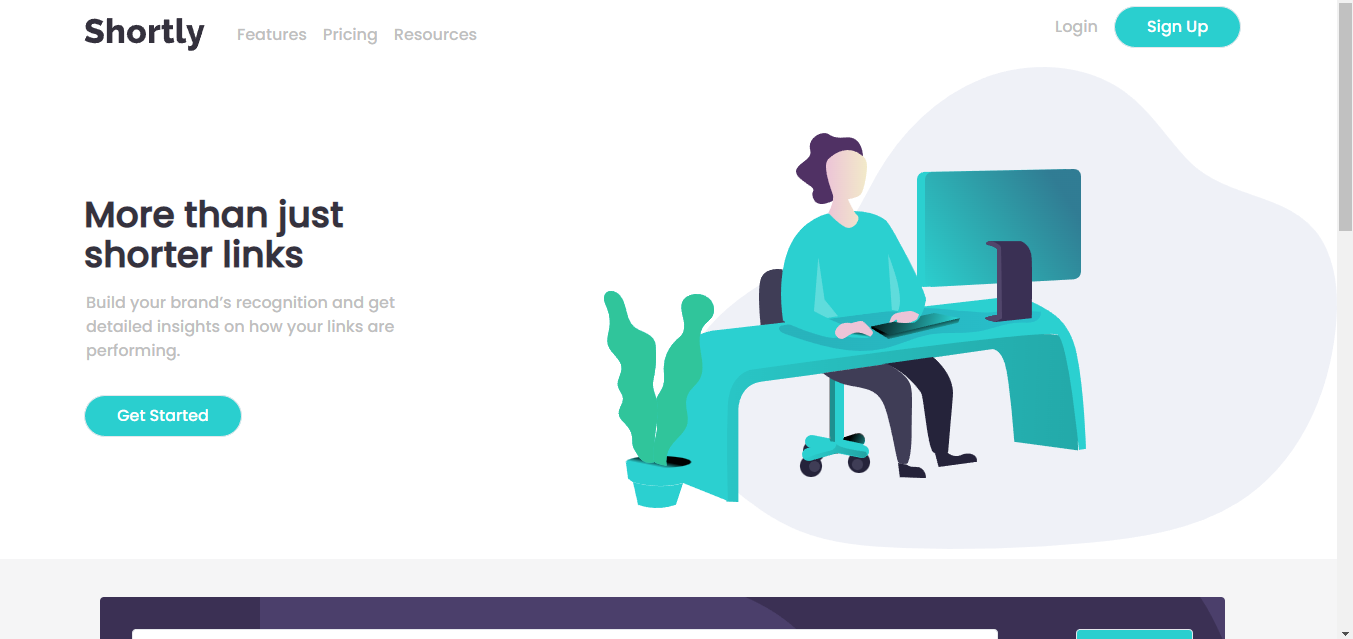 Shortly
Features Pricing Resources
Login Sign Up
More than just
shorter links
Build your brand’s recognition and get
detailed insights on how your links are
performing.
Get Started